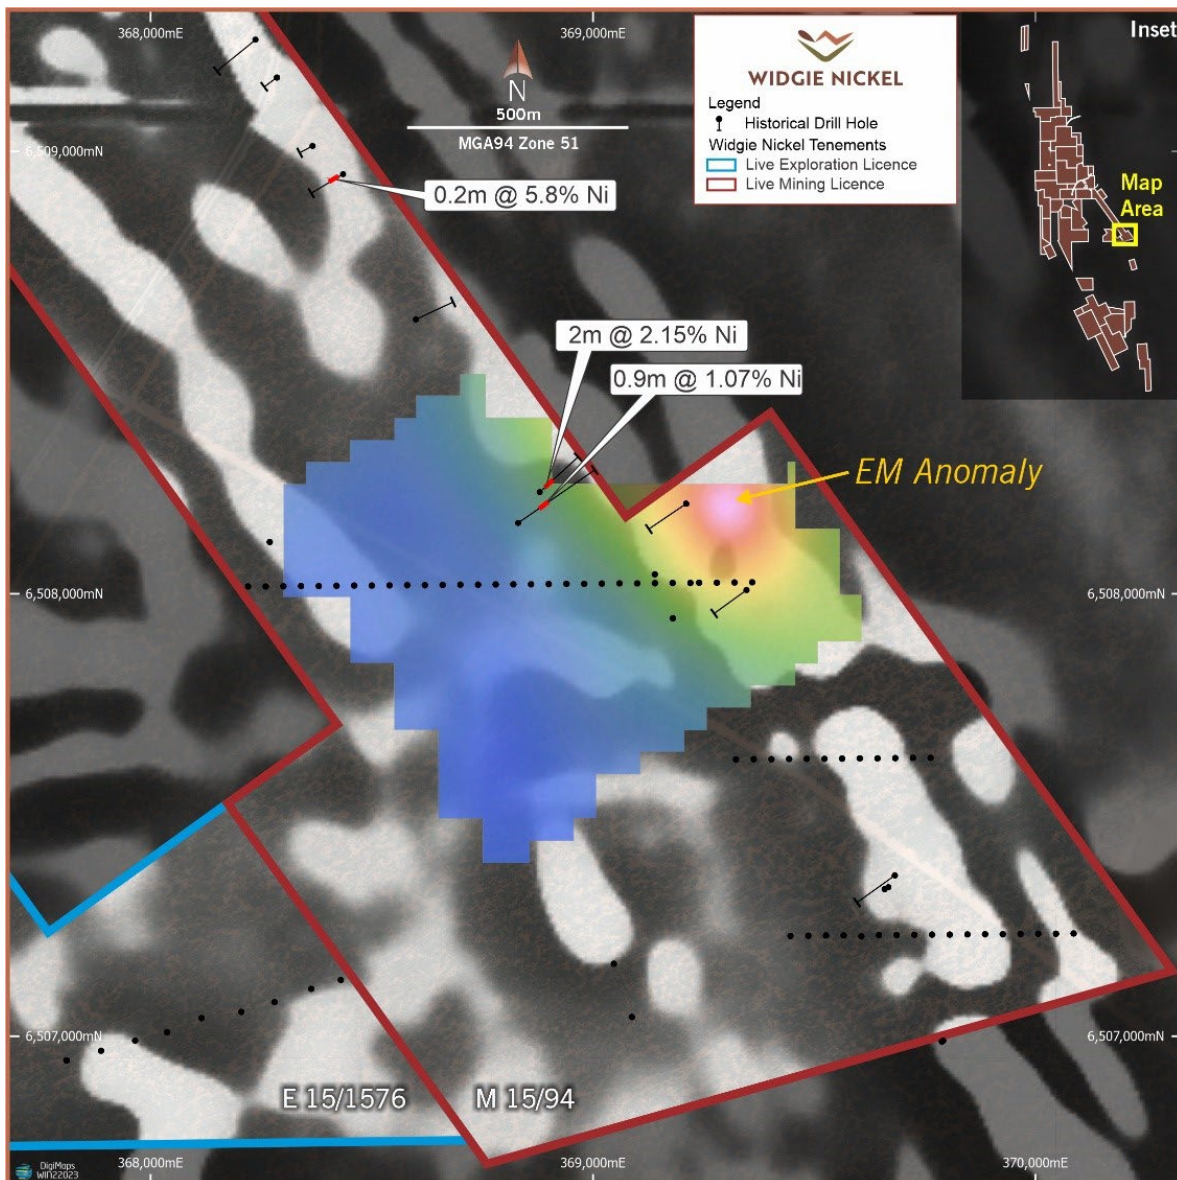 368,000mE
369,000mE
Inset
WIDGIE NICKEL
Legend
Historical Drill Hole
Widgie Nickel Tenements
Live Exploration Licence
Live Mining Licence
N
500m
MGA94 Zone 51
6,509,000mN
0.2m @ 5.8% Ni
Map
Area
2m @ 2.15% Ni
0.9m @ 1.07% Ni
EM Anomaly
6,508,000mN
6,508,000mN
6,507,000mN
6,507,000mN
E 15/1576
M 15/94
DigiMaps
WIN22023
368,000mE
369,000mE
370,000mE